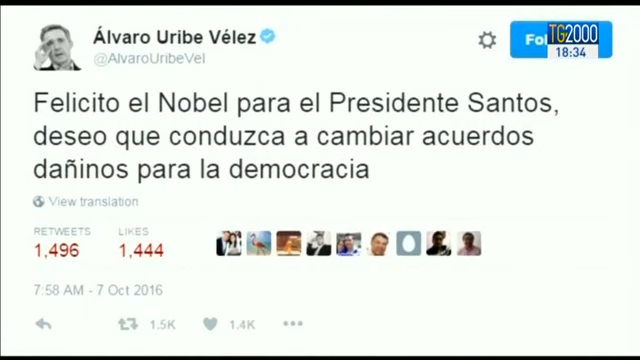 Álvaro Uribe Vélez
@AlvaroUribeVel
TG2000
18:34
Felicito el Nobel para el Presidente Santos,
deseo que conduzca a cambiar acuerdos
dañinos para la democracia
View translation
RETWEETS LIKES
1,496 1,444
7:58 AM - 7 Oct 2016
1.5K 1.4K